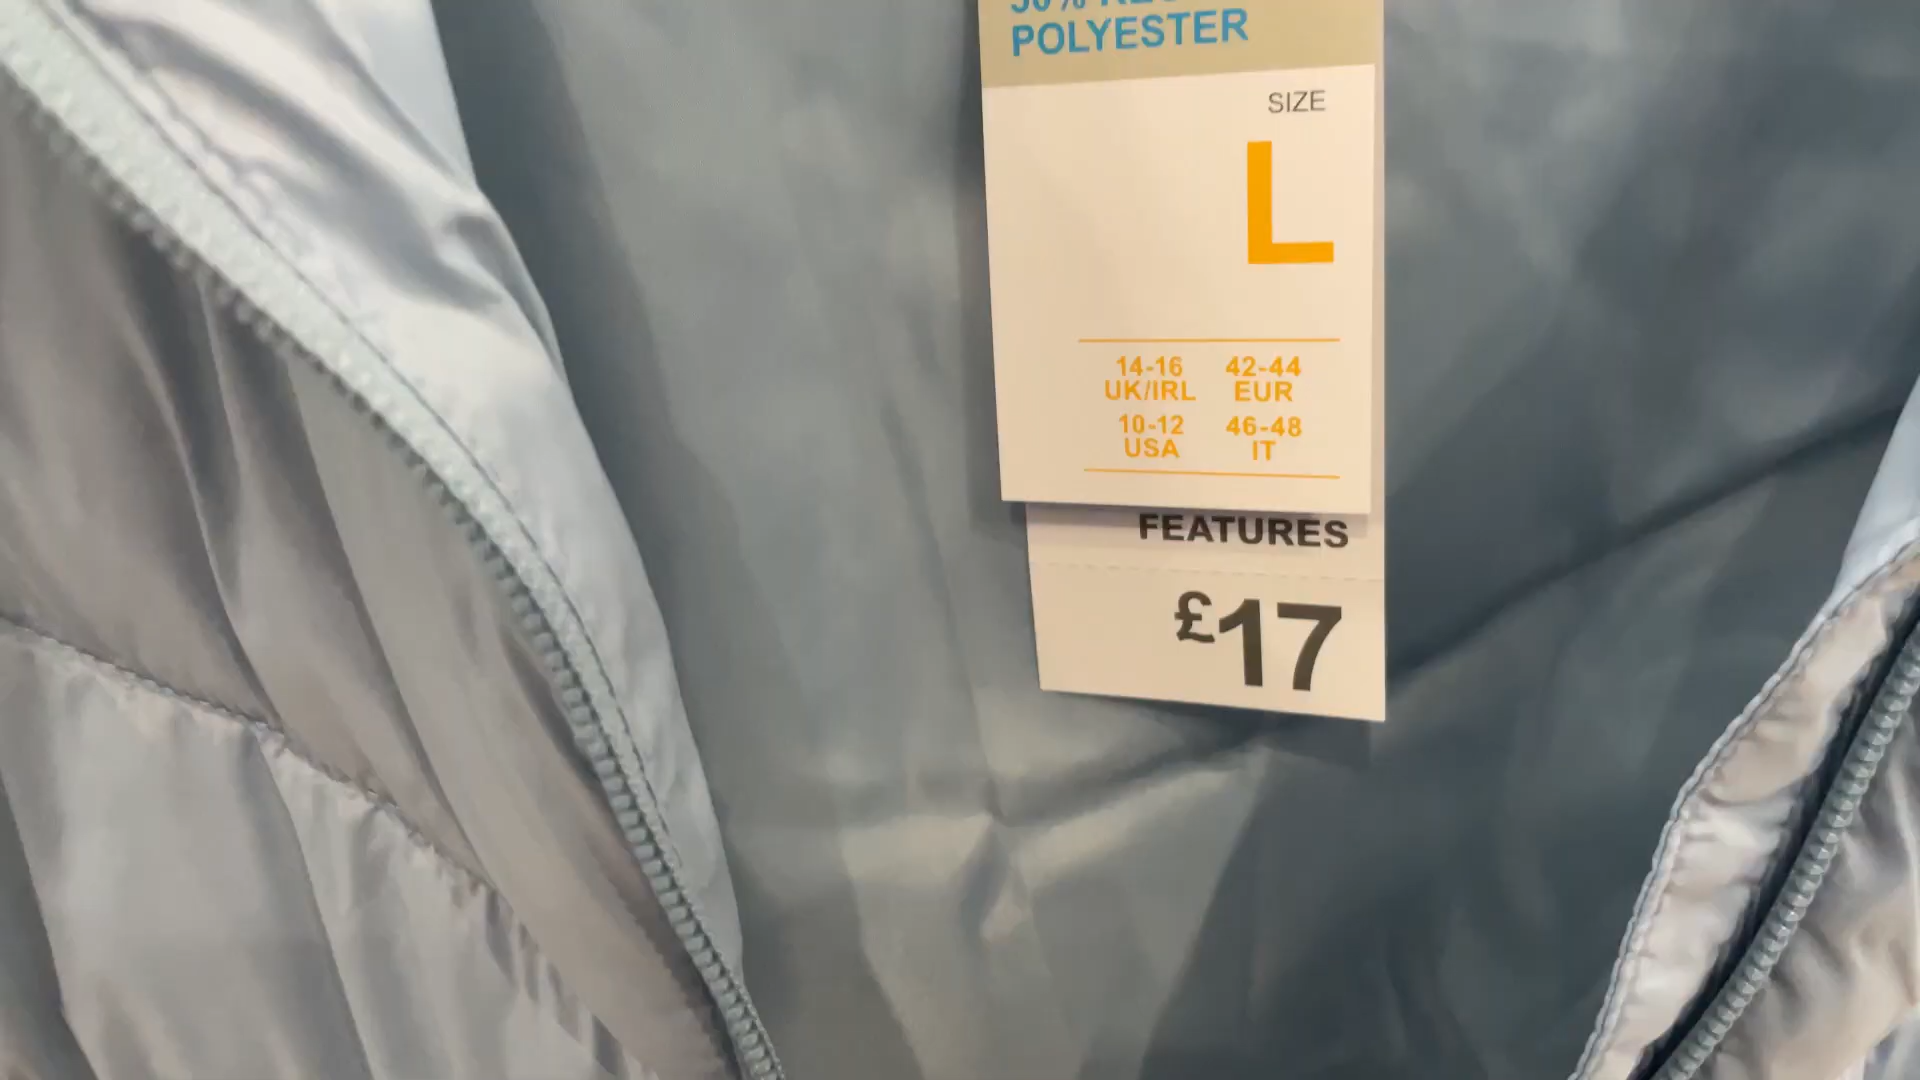 POLYESTER
SIZE
L
14-16 42-44
UK/IRL EUR
10-12 46-48
USA IT
FEATURES
£17